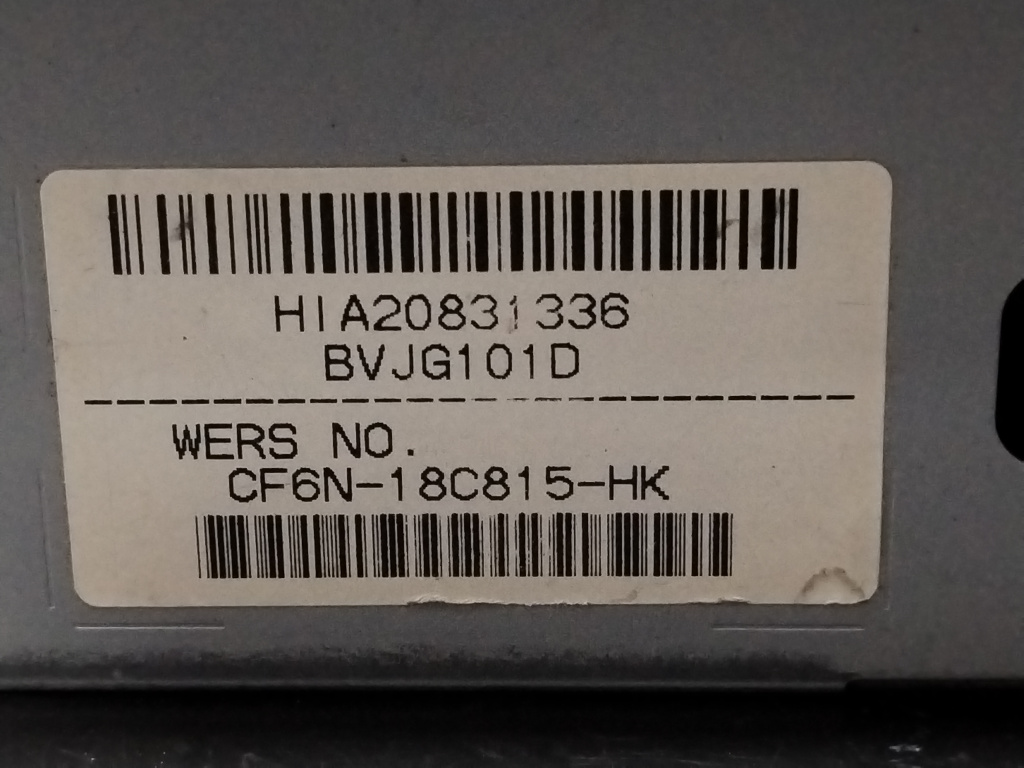 HIA20831336
BVJG101D
WERS NO.
CF6N-18C815-HK